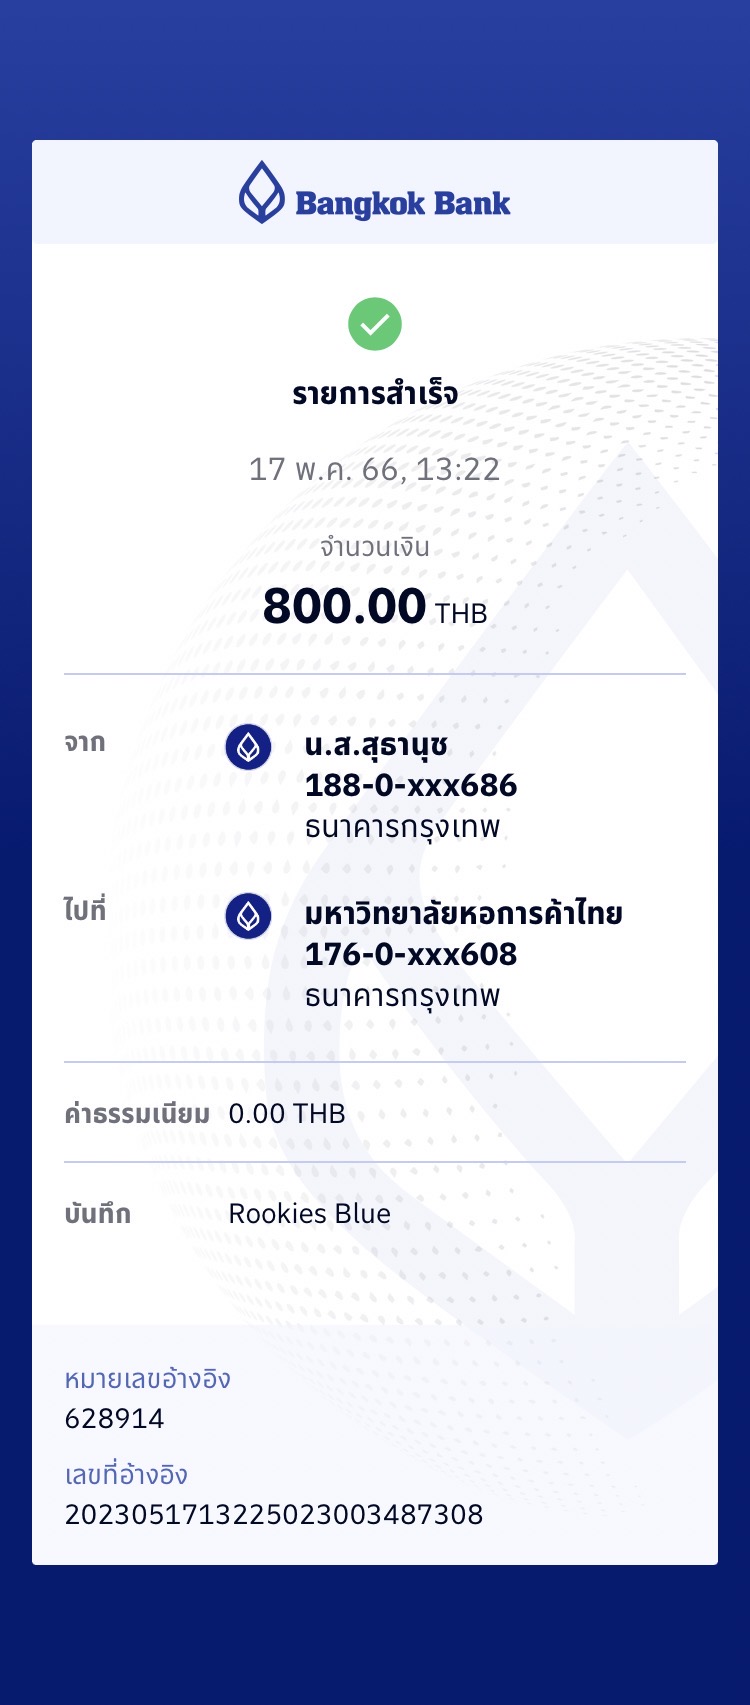 Bangkok Bank
รายการสำเร็จ
17 พ.ค. 66, 13:22
จำนวนเงิน
800.00 THB
จาก
น.ส.สุธานุช
188-0-xxx686
ธนาคารกรุงเทพ
ไปที่
มหาวิทยาลัยหอการค้าไทย
176-0-xxx608
ธนาคารกรุงเทพ
ค่าธรรมเนียม 0.00 THB
บันทึก Rookies Blue
หมายเลขอ้างอิง
628914
เลขที่อ้างอิง
2023051713225023003487308